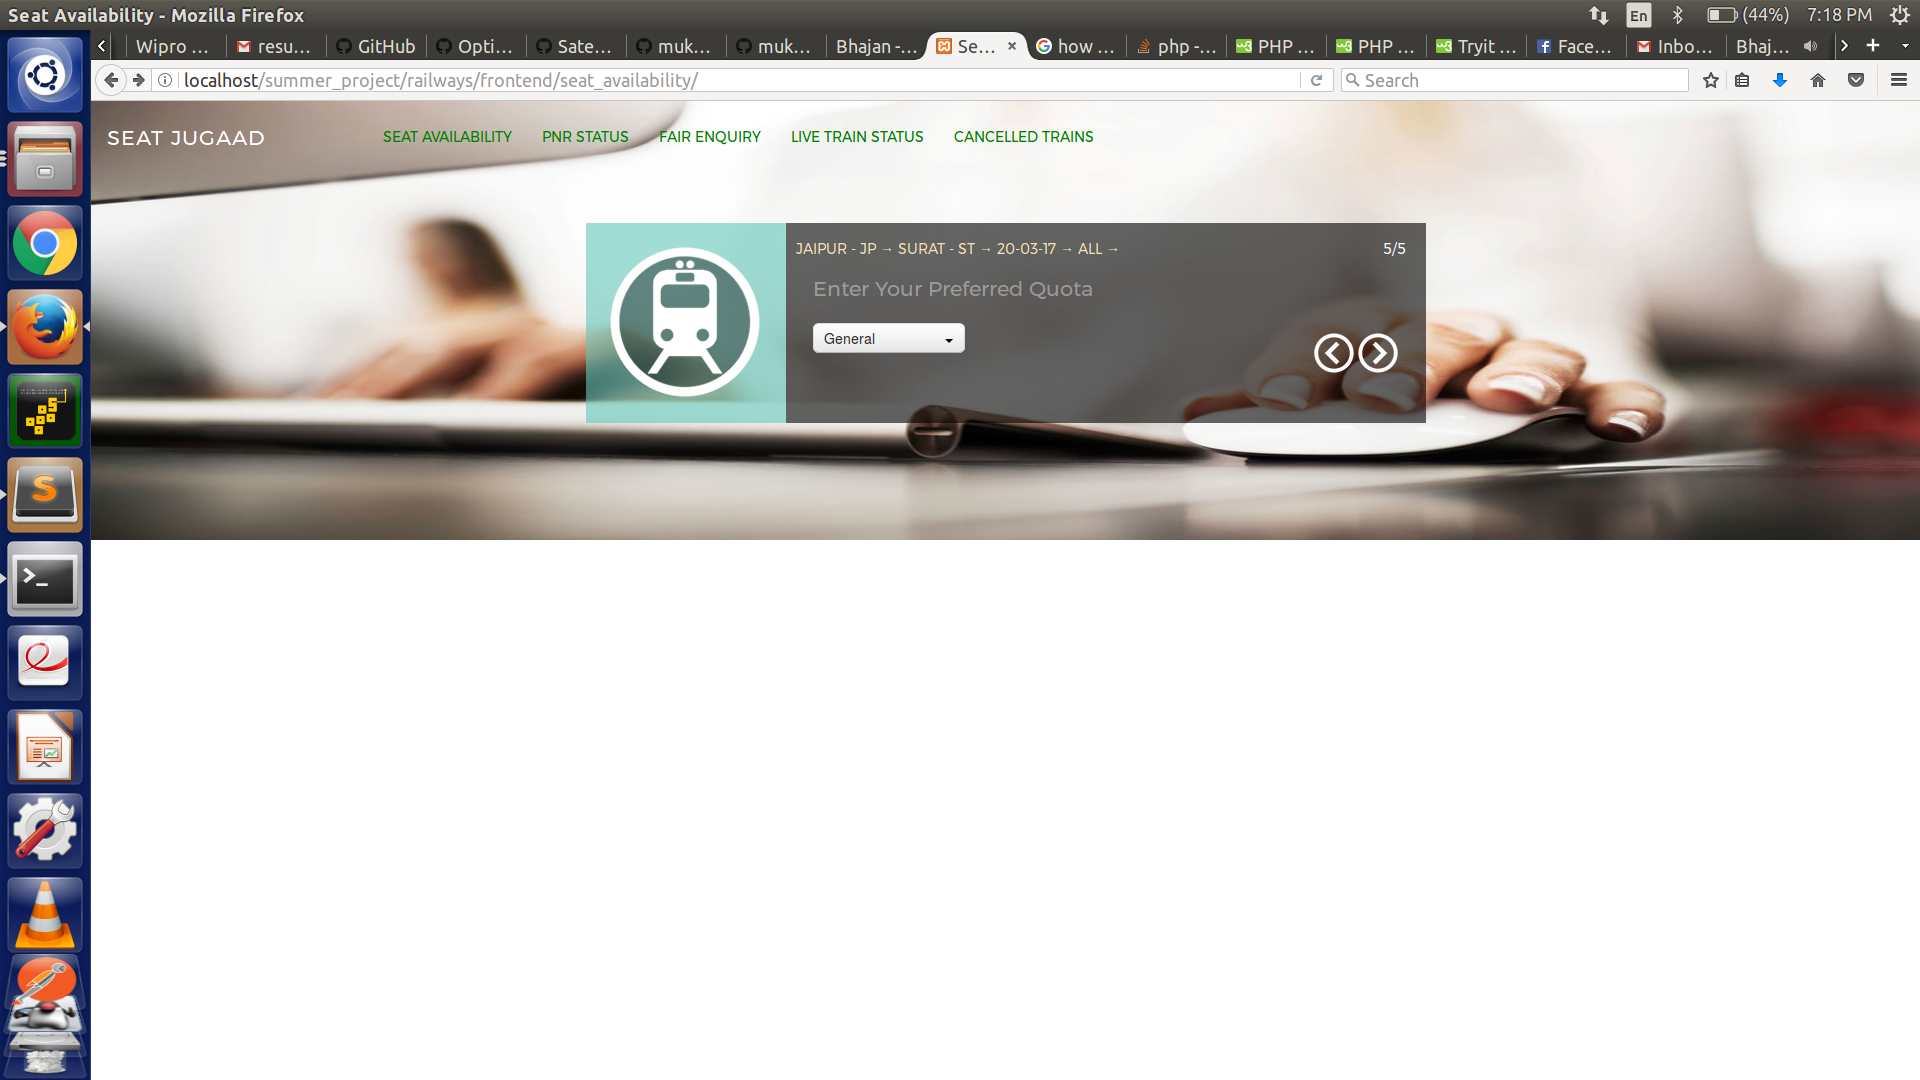 Seat Availability - Mozilla Firefox
En (44%) 7:18 PM
Wipro ... resu... GitHub Opti... Sate... muk... muk... Bhajan -... Se... × how ... php -... PHP ... PHP ... Tryit ... Face... Inbo... Bhaj...
localhost/summer_project/railways/frontend/seat_availability/ Search
SEAT JUGAAD SEAT AVAILABILITY PNR STATUS FAIR ENQUIRY LIVE TRAIN STATUS CANCELLED TRAINS
JAIPUR - JP → SURAT - ST → 20-03-17 → ALL → 5/5
Enter Your Preferred Quota
General